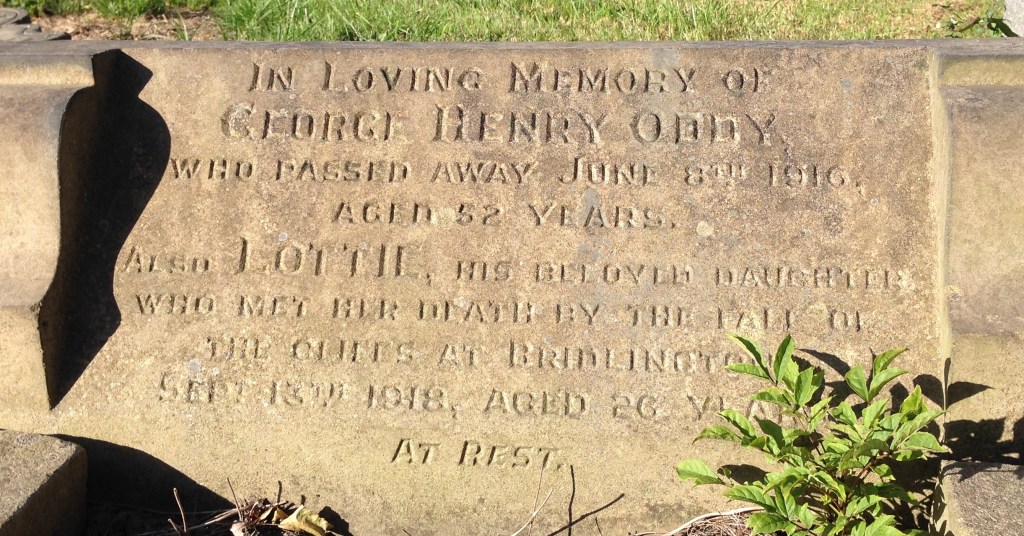 IN LOVING MEMORY OF
GEORGE HENRY ODDY,
WHO PASSED AWAY JUNE 8TH 1916,
AGED 52 YEARS.
ALSO LOTTIE, HIS BELOVED DAUGHTER
WHO MET HER DEATH BY THE FALL OF
THE CLIFFS AT BRIDLINGTON
SEPT 13TH 1918, AGED 26 YEA
AT REST.